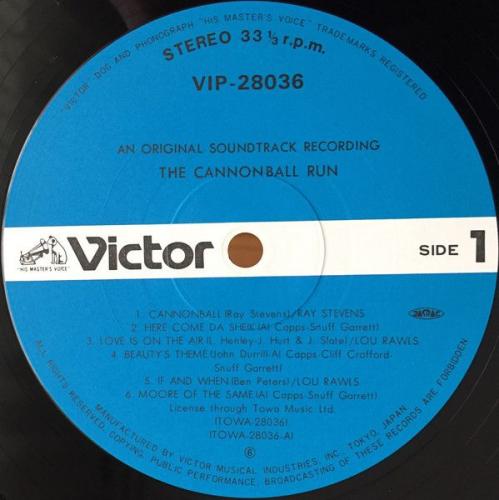 "VICTOR" DOG AND PHONOGRAPH "HIS MASTER'S VOICE" TRADEMARKS REGISTERED
STEREO 33 1/3 r.p.m.
VIP-28036
AN ORIGINAL SOUNDTRACK RECORDING
THE CANNONBALL RUN
"HIS MASTER'S VOICE"
Victor
SIDE 1
1. CANNONBALL(Ray Stevens)/RAY STEVENS
JASRAC
2. HERE COME DA SHEIK(Al Capps-Snuff Garrett)
3. LOVE IS ON THE AIR(L. Henley-J. Hurt & J. Slate)/LOU RAWLS
4. BEAUTY'S THEME(John Durrill-Al Capps-Cliff Crofford-
Snuff Garrett)
5. IF AND WHEN(Ben Peters)/LOU RAWLS
6. MOORE OF THE SAME(Al Capps-Snuff Garrett)
License through Towa Music Ltd.
(TOWA-28036)
(TOWA-28036-A)
6
ALL RIGHTS RESERVED, COPYING, PUBLIC PERFORMANCE, BROADCASTING OF THESE RECORDS ARE FORBIDDEN
MANUFACTURED BY VICTOR MUSICAL INDUSTRIES, INC., TOKYO, JAPAN